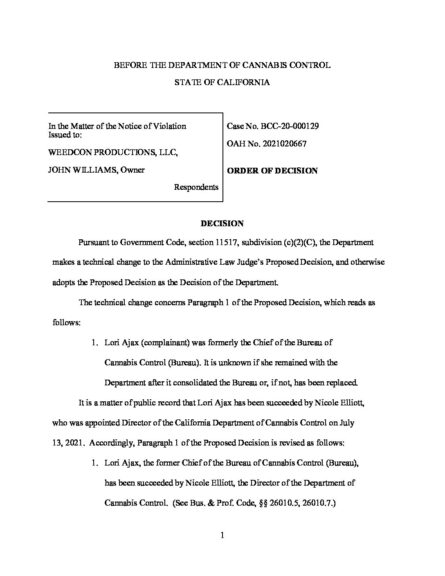 BEFORE THE DEPARTMENT OF CANNABIS CONTROL
STATE OF CALIFORNIA
In the Matter of the Notice of Violation
Issued to:
WEEDCON PRODUCTIONS, LLC,
JOHN WILLIAMS, Owner
Respondents
Case No. BCC-20-000129
OAH No. 2021020667
ORDER OF DECISION
DECISION
Pursuant to Government Code, section 11517, subdivision (c)(2)(C), the Department
makes a technical change to the Administrative Law Judge's Proposed Decision, and otherwise
adopts the Proposed Decision as the Decision of the Department.
The technical change concerns Paragraph 1 of the Proposed Decision, which reads as
follows:
1. Lori Ajax (complainant) was formerly the Chief of the Bureau of
Cannabis Control (Bureau). It is unknown if she remained with the
Department after it consolidated the Bureau or, if not, has been replaced.
It is a matter of public record that Lori Ajax has been succeeded by Nicole Elliott,
who was appointed Director of the California Department of Cannabis Control on July
13, 2021. Accordingly, Paragraph 1 of the Proposed Decision is revised as follows:
1. Lori Ajax, the former Chief of the Bureau of Cannabis Control (Bureau),
has been succeeded by Nicole Elliott, the Director of the Department of
Cannabis Control. (See Bus. & Prof. Code, §§ 26010.5, 26010.7.)
1